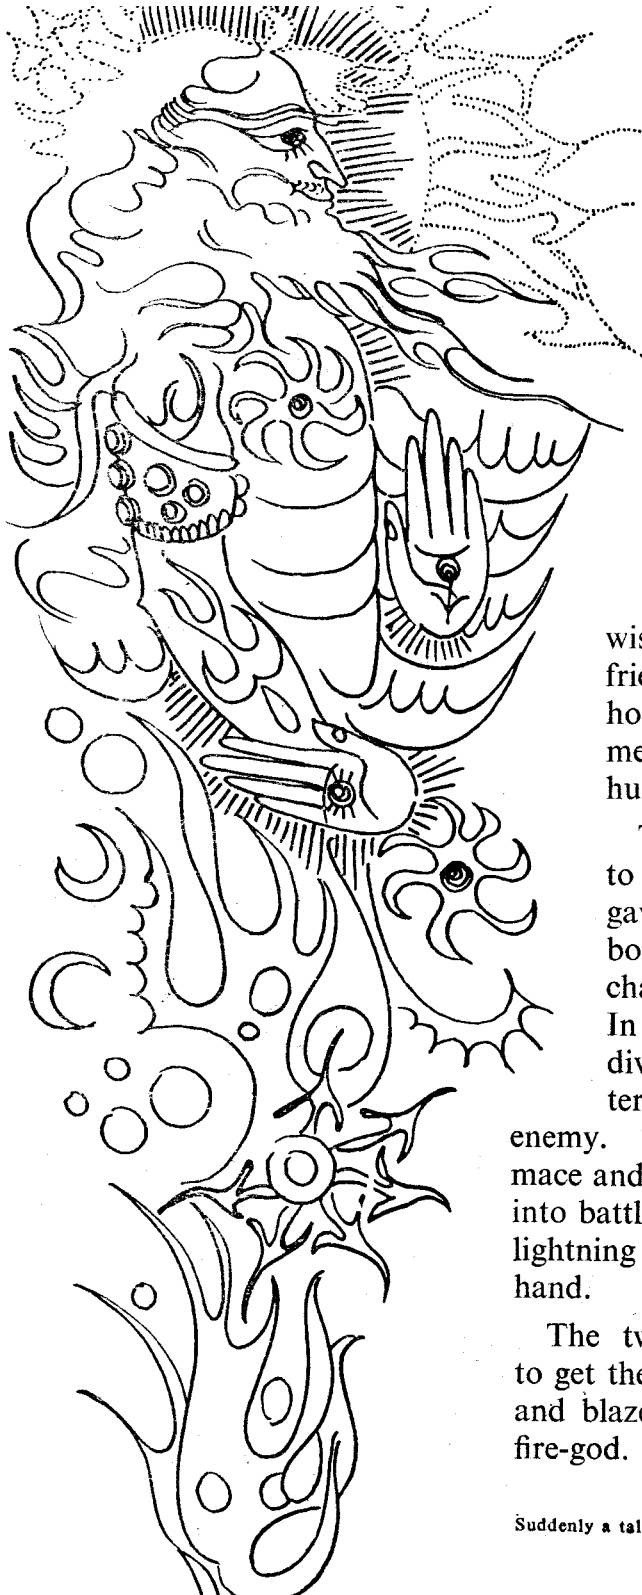 wis
frie
ho
me
hu
T
to
gav
bo
cha
In
div
ter
enemy.
mace and
into battl
lightning
hand.
The tw
to get the
and blaze
fire-god.
Suddenly a tal